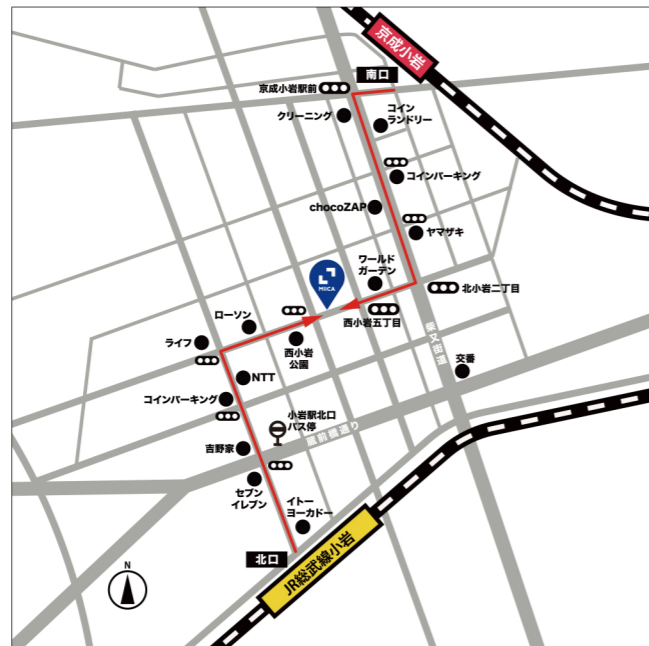 京成小岩
南口
京成小岩駅前
クリーニング
コイン
ランドリー
コインパーキング
chocoZAP
ヤマザキ
ワールド
ガーデン
MIICA
北小岩二丁目
西小岩五丁目
ローソン
ライフ
西小岩
公園
柴又街道
交番
NTT
コインパーキング
小岩駅北口
バス停
蔵前橋通り
吉野家
セブン
イレブン
イトー
ヨーカドー
北口
JR総武線小岩
N